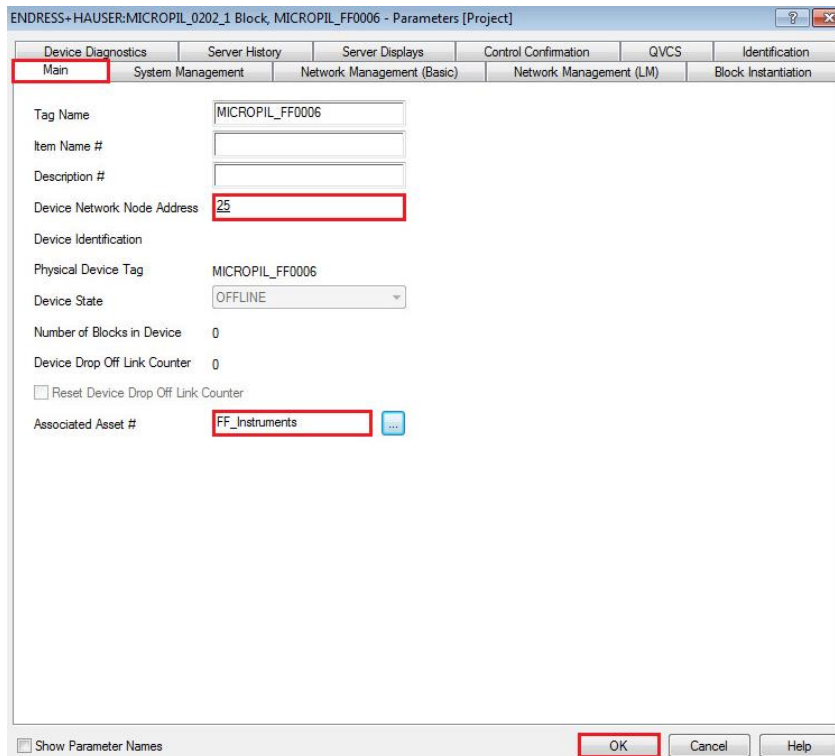 ENDRESS+HAUSER:MICROPIL_0202_1 Block, MICROPIL_FF0006 - Parameters [Project]
Device Diagnostics Server History Server Displays Control Confirmation QVCS Identification
Main System Management Network Management (Basic) Network Management (LM) Block Instantiation
Tag Name MICROPIL_FF0006
Item Name #
Description #
Device Network Node Address 25
Device Identification
Physical Device Tag MICROPIL_FF0006
Device State OFFLINE
Number of Blocks in Device 0
Device Drop Off Link Counter 0
Reset Device Drop Off Link Counter
Associated Asset # FF_Instruments ...
Show Parameter Names OK Cancel Help